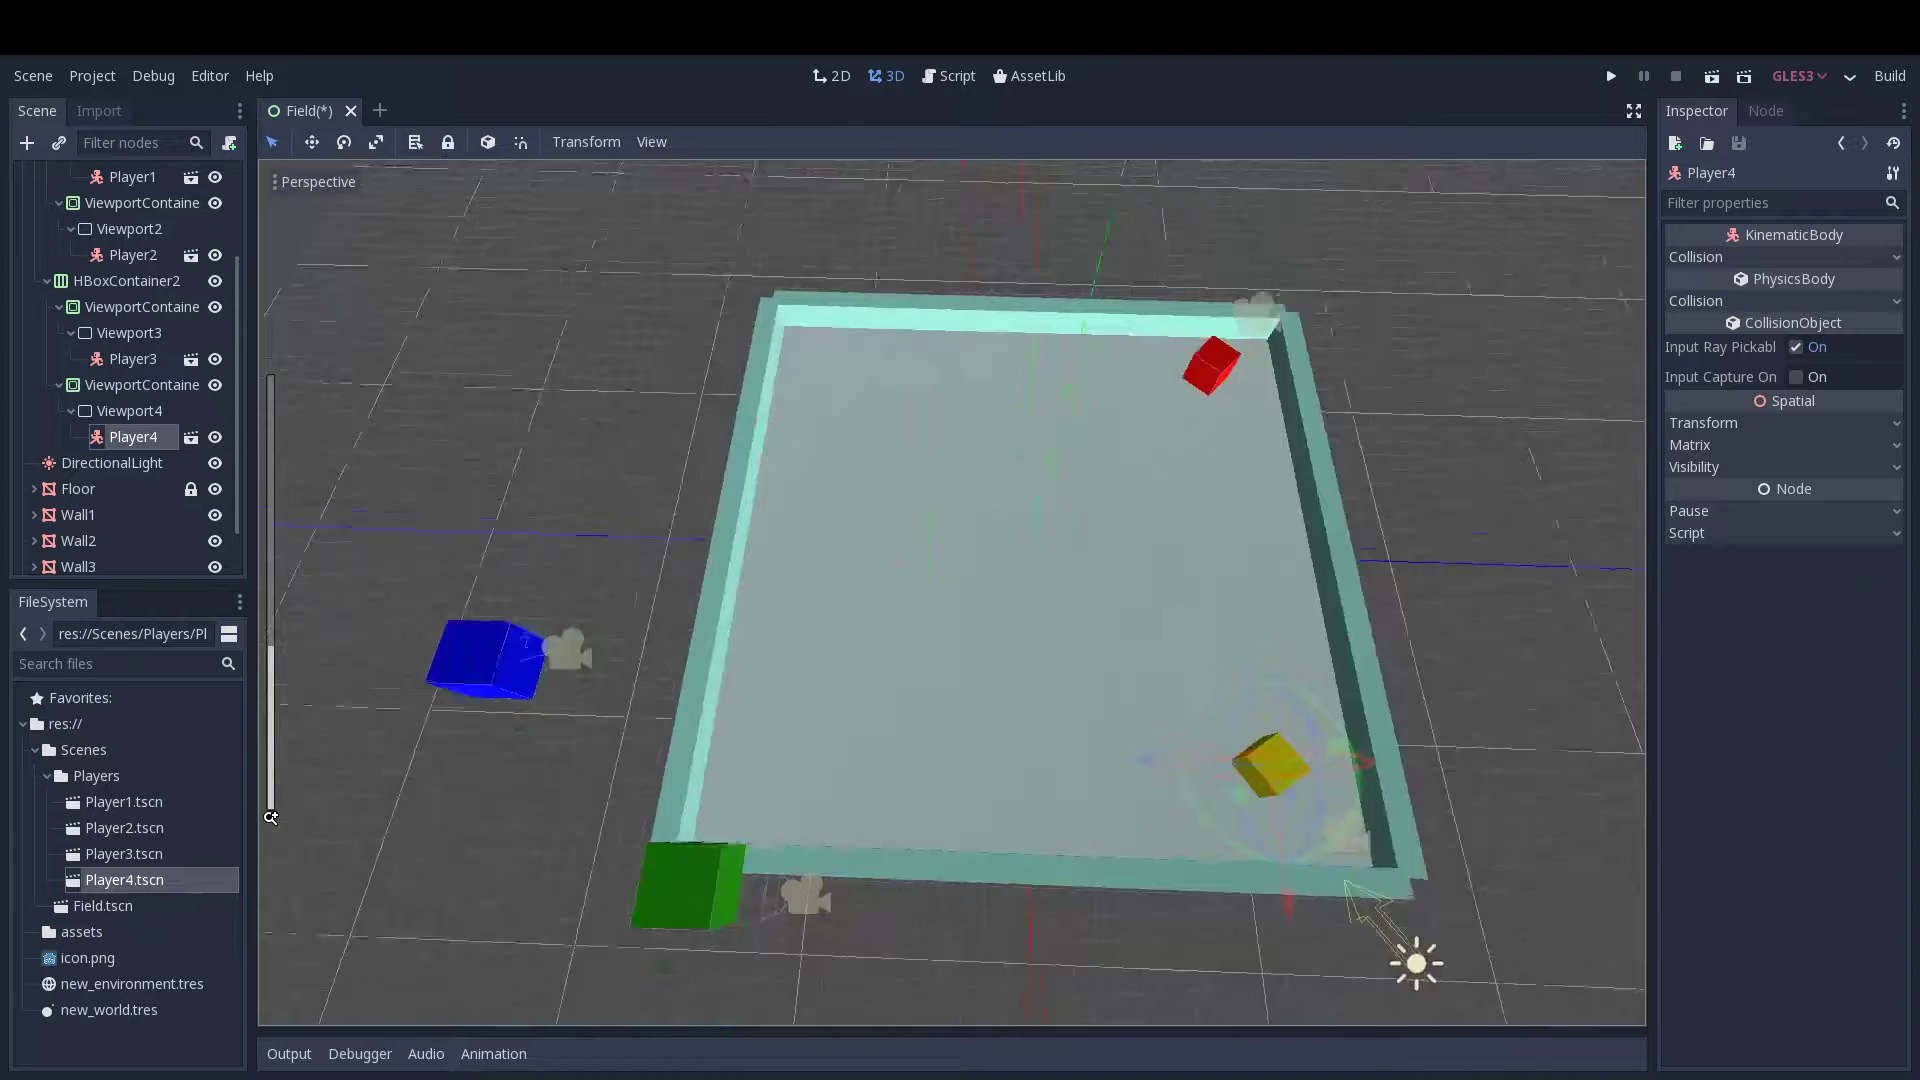 Scene Project Debug Editor Help
2D 3D Script AssetLib
GLES3 Build
Scene Import
Filter nodes
Player1
ViewportContaine
Viewport2
Player2
HBoxContainer2
ViewportContaine
Viewport3
Player3
ViewportContaine
Viewport4
Player4
DirectionalLight
Floor
Wall1
Wall2
Wall3
FileSystem
res://Scenes/Players/Pl
Search files
Favorites:
res://
Scenes
Players
Player1.tscn
Player2.tscn
Player3.tscn
Player4.tscn
Field.tscn
assets
icon.png
new_environment.tres
new_world.tres
Field(*)
Transform View
Perspective
Output Debugger Audio Animation
Inspector Node
Player4
Filter properties
KinematicBody
Collision
PhysicsBody
Collision
CollisionObject
Input Ray Pickabl On
Input Capture On On
Spatial
Transform
Matrix
Visibility
Node
Pause
Script